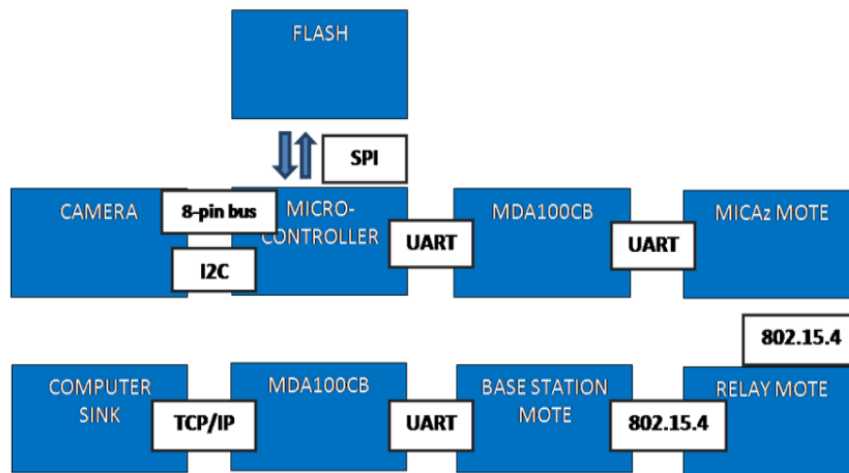 FLASH
SPI
CAMERA
8-pin bus
MICRO-
CONTROLLER
I2C
UART
MDA100CB
UART
MICAz MOTE
802.15.4
COMPUTER
SINK
TCP/IP
MDA100CB
UART
BASE STATION
MOTE
802.15.4
RELAY MOTE